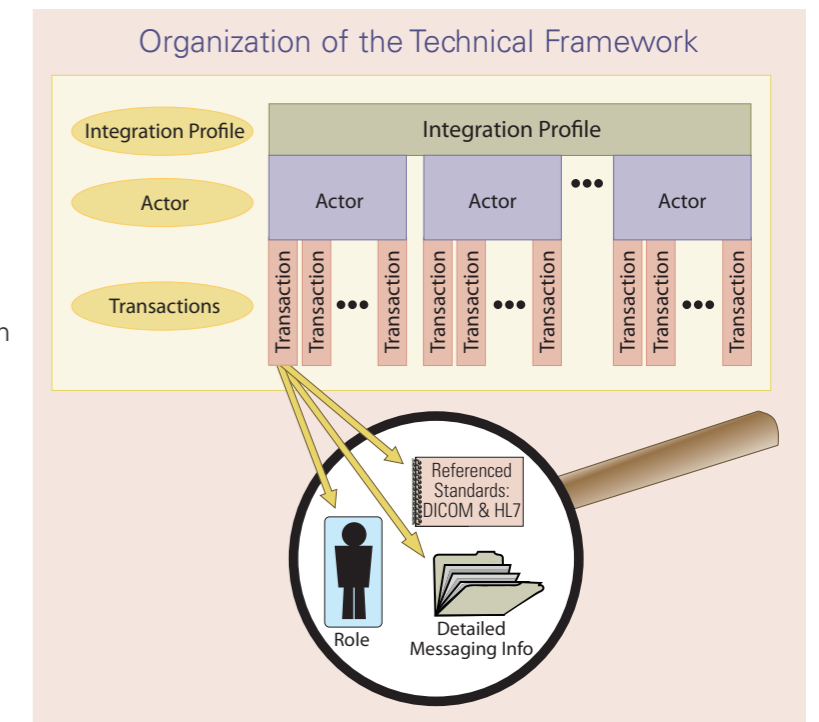 Organization of the Technical Framework
Integration Profile
Integration Profile
Actor
Actor
Actor
Actor
Transactions
Transaction
Transaction
Transaction
Transaction
Transaction
Transaction
Transaction
Transaction
Transaction
Referenced
Standards:
DICOM & HL7
Role
Detailed
Messaging Info